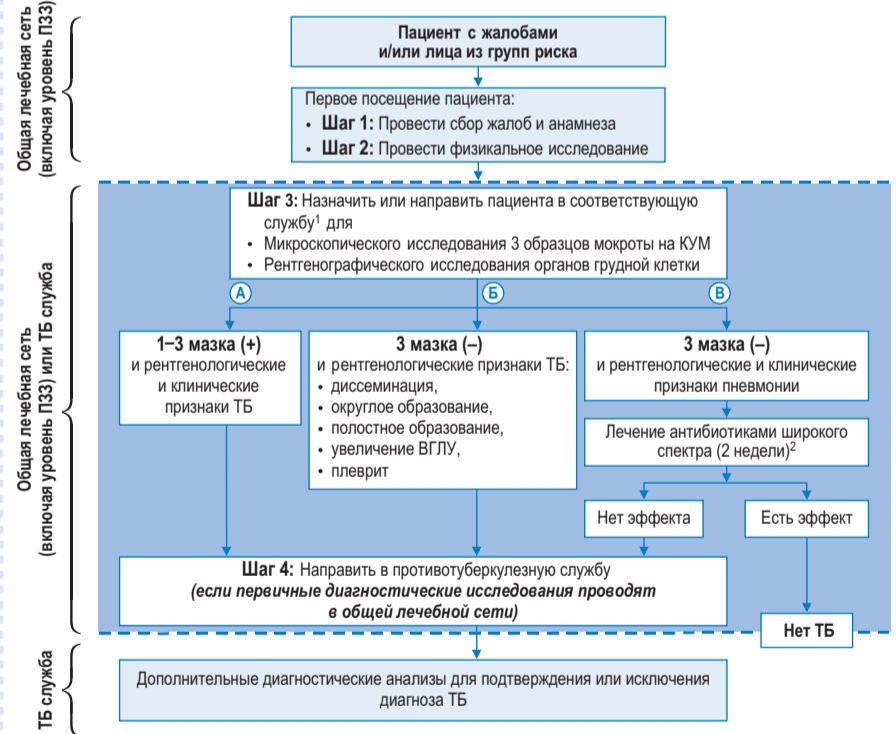 Общая лечебная сеть
(включая уровень ПЗЗ)
Пациент с жалобами
и/или лица из групп риска
Первое посещение пациента:
• Шаг 1: Провести сбор жалоб и анамнеза
• Шаг 2: Провести физикальное исследование
Общая лечебная сеть
(включая уровень ПЗЗ) или ТБ служба
Шаг 3: Назначить или направить пациента в соответствующую
службу1 для
• Микроскопического исследования 3 образцов мокроты на КУМ
• Рентгенографического исследования органов грудной клетки
А
Б
В
1–3 мазка (+)
и рентгенологические
и клинические
признаки ТБ
3 мазка (–)
и рентгенологические признаки ТБ:
• диссеминация,
• округлое образование,
• полостное образование,
• увеличение ВГЛУ,
• плеврит
3 мазка (–)
и рентгенологические и клинические
признаки пневмонии
Лечение антибиотиками широкого
спектра (2 недели)2
Нет эффекта
Есть эффект
Шаг 4: Направить в противотуберкулезную службу
(если первичные диагностические исследования проводят
в общей лечебной сети)
Нет ТБ
ТБ служба
Дополнительные диагностические анализы для подтверждения или исключения
диагноза ТБ